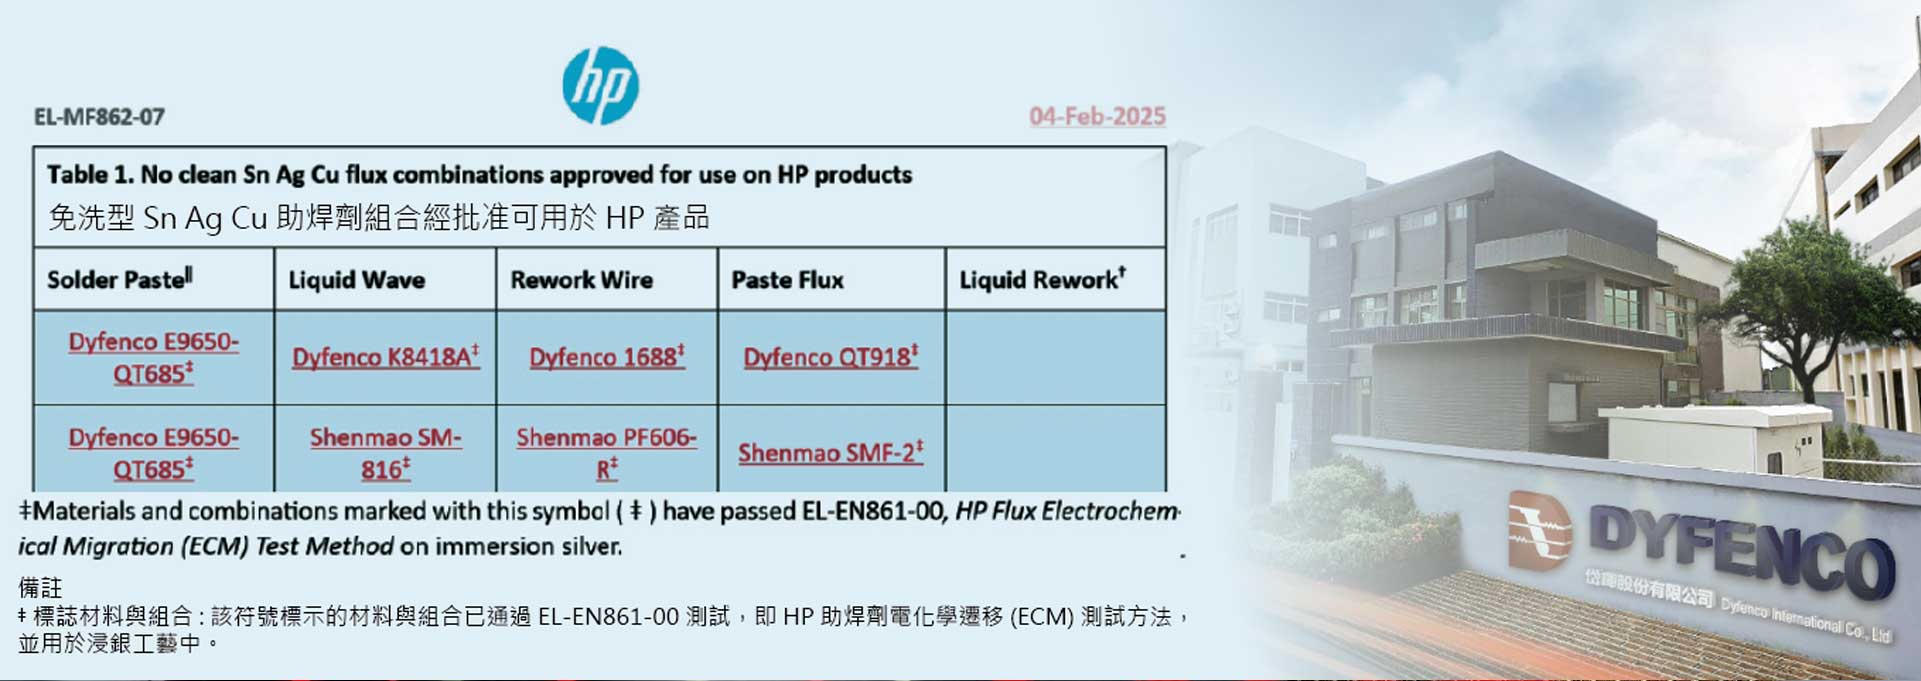 hp
EL-MF862-07
04-Feb-2025
Table 1. No clean Sn Ag Cu flux combinations approved for use on HP products
免洗型 Sn Ag Cu 助焊劑組合經批准可用於 HP 產品
Solder Paste‖
Liquid Wave
Rework Wire
Paste Flux
Liquid Rework†
Dyfenco E9650-
QT685‡
Dyfenco K8418A‡
Dyfenco 1688‡
Dyfenco QT918‡
Dyfenco E9650-
QT685‡
Shenmao SM-
816‡
Shenmao PF606-
R‡
Shenmao SMF-2‡
‡Materials and combinations marked with this symbol ( ‡ ) have passed EL-EN861-00, HP Flux Electrochem-
ical Migration (ECM) Test Method on immersion silver.
備註
‡ 標誌材料與組合 : 該符號標示的材料與組合已通過 EL-EN861-00 測試，即 HP 助焊劑電化學遷移 (ECM) 測試方法，
並用於浸銀工藝中。
DYFENCO
岱暉股份有限公司 Dyfenco International Co., Ltd